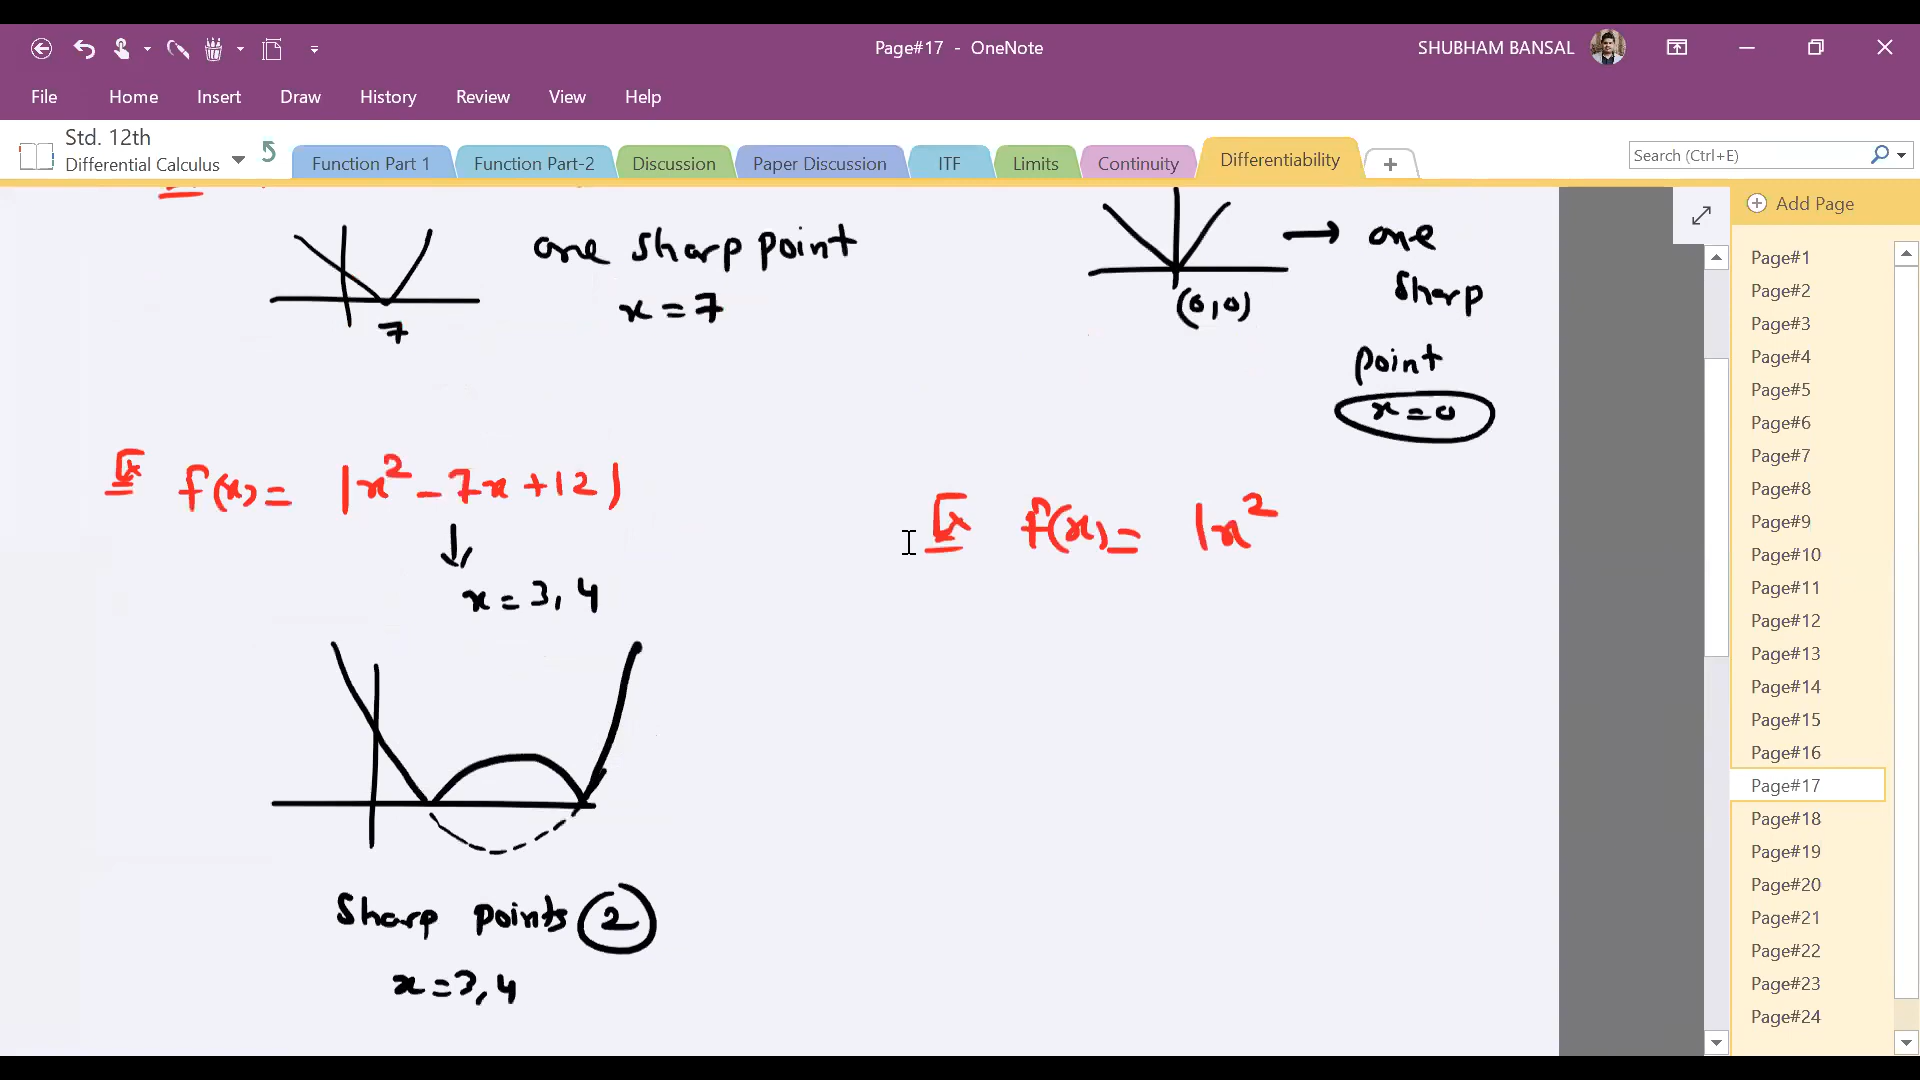 Page#17 - OneNote
SHUBHAM BANSAL
File Home Insert Draw History Review View Help
Std. 12th
Differential Calculus
Function Part 1
Function Part-2
Discussion
Paper Discussion
ITF
Limits
Continuity
Differentiability
Search (Ctrl+E)
Add Page
one sharp point
x = 7
7
(0,0)
one
sharp
point
x = 0
Ex f(x) = |x² - 7x + 12|
x = 3, 4
Sharp points 2
x = 3, 4
Ex f(x) = |x²
Page#1
Page#2
Page#3
Page#4
Page#5
Page#6
Page#7
Page#8
Page#9
Page#10
Page#11
Page#12
Page#13
Page#14
Page#15
Page#16
Page#17
Page#18
Page#19
Page#20
Page#21
Page#22
Page#23
Page#24